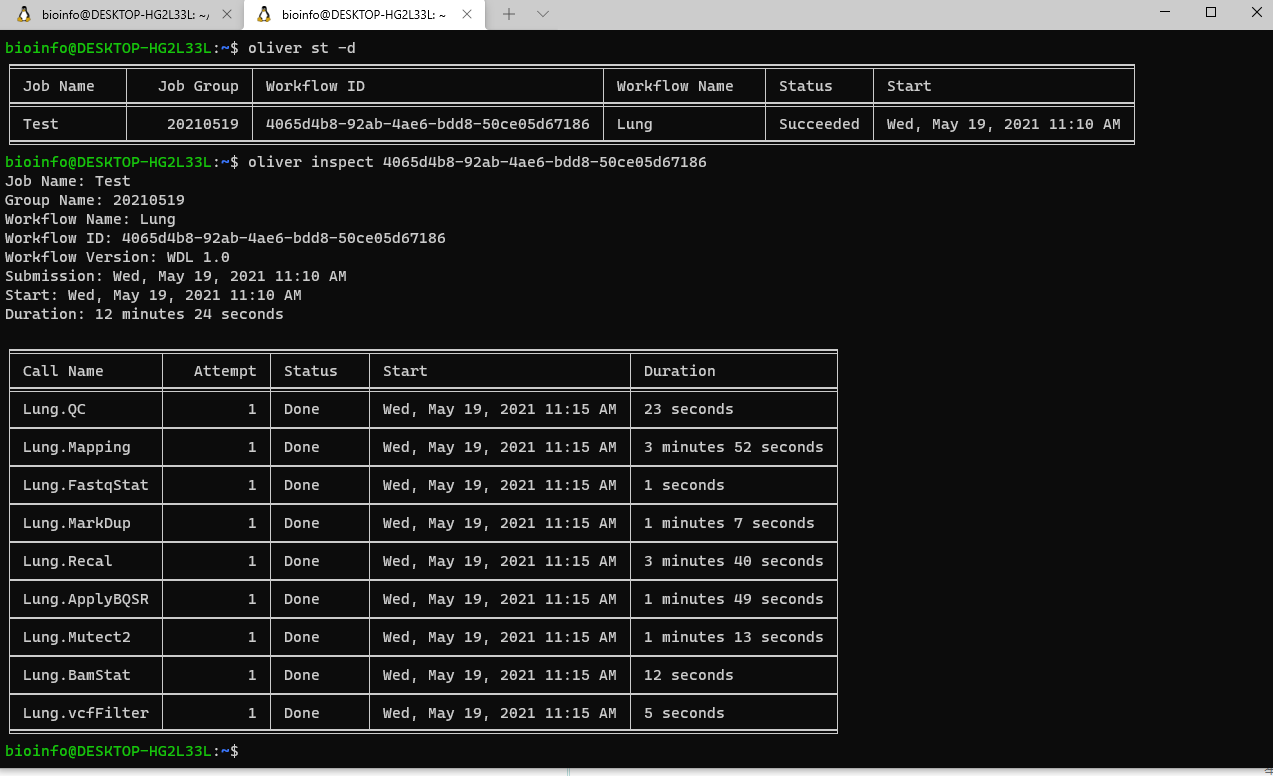 bioinfo@DESKTOP-HG2L33L: ~/
bioinfo@DESKTOP-HG2L33L: ~
bioinfo@DESKTOP-HG2L33L:~$ oliver st -d
Job Name Job Group Workflow ID Workflow Name Status Start
Test 20210519 4065d4b8-92ab-4ae6-bdd8-50ce05d67186 Lung Succeeded Wed, May 19, 2021 11:10 AM
bioinfo@DESKTOP-HG2L33L:~$ oliver inspect 4065d4b8-92ab-4ae6-bdd8-50ce05d67186
Job Name: Test
Group Name: 20210519
Workflow Name: Lung
Workflow ID: 4065d4b8-92ab-4ae6-bdd8-50ce05d67186
Workflow Version: WDL 1.0
Submission: Wed, May 19, 2021 11:10 AM
Start: Wed, May 19, 2021 11:10 AM
Duration: 12 minutes 24 seconds
Call Name Attempt Status Start Duration
Lung.QC 1 Done Wed, May 19, 2021 11:15 AM 23 seconds
Lung.Mapping 1 Done Wed, May 19, 2021 11:15 AM 3 minutes 52 seconds
Lung.FastqStat 1 Done Wed, May 19, 2021 11:15 AM 1 seconds
Lung.MarkDup 1 Done Wed, May 19, 2021 11:15 AM 1 minutes 7 seconds
Lung.Recal 1 Done Wed, May 19, 2021 11:15 AM 3 minutes 40 seconds
Lung.ApplyBQSR 1 Done Wed, May 19, 2021 11:15 AM 1 minutes 49 seconds
Lung.Mutect2 1 Done Wed, May 19, 2021 11:15 AM 1 minutes 13 seconds
Lung.BamStat 1 Done Wed, May 19, 2021 11:15 AM 12 seconds
Lung.vcfFilter 1 Done Wed, May 19, 2021 11:15 AM 5 seconds
bioinfo@DESKTOP-HG2L33L:~$